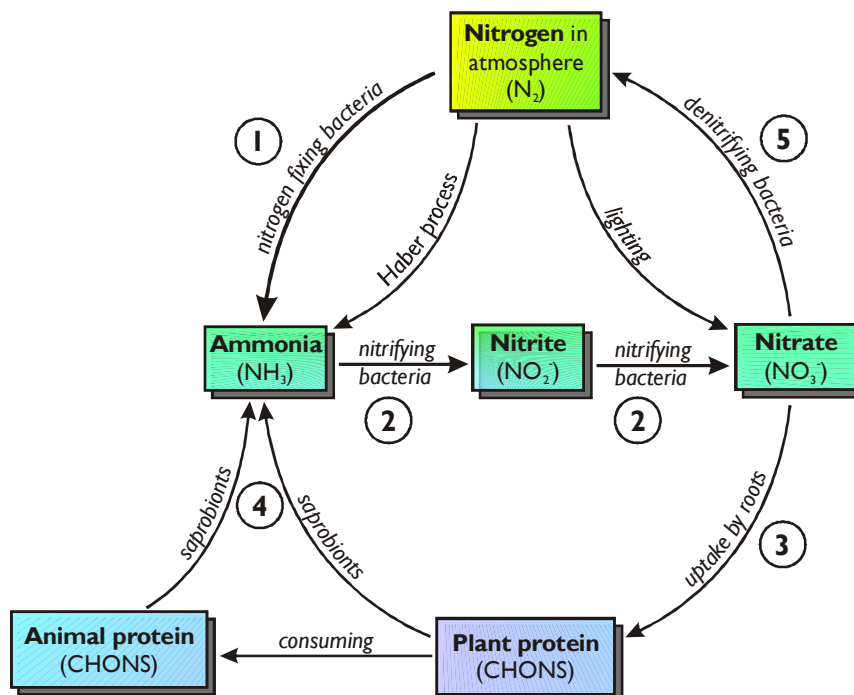 Nitrogen in
atmosphere
(N₂)
1
nitrogen fixing bacteria
Haber process
lighting
denitrifying bacteria
5
Ammonia
(NH₃)
nitrifying
bacteria
2
Nitrite
(NO₂⁻)
nitrifying
bacteria
2
Nitrate
(NO₃⁻)
saprobionts
4
saprobionts
uptake by roots
3
Animal protein
(CHONS)
consuming
Plant protein
(CHONS)